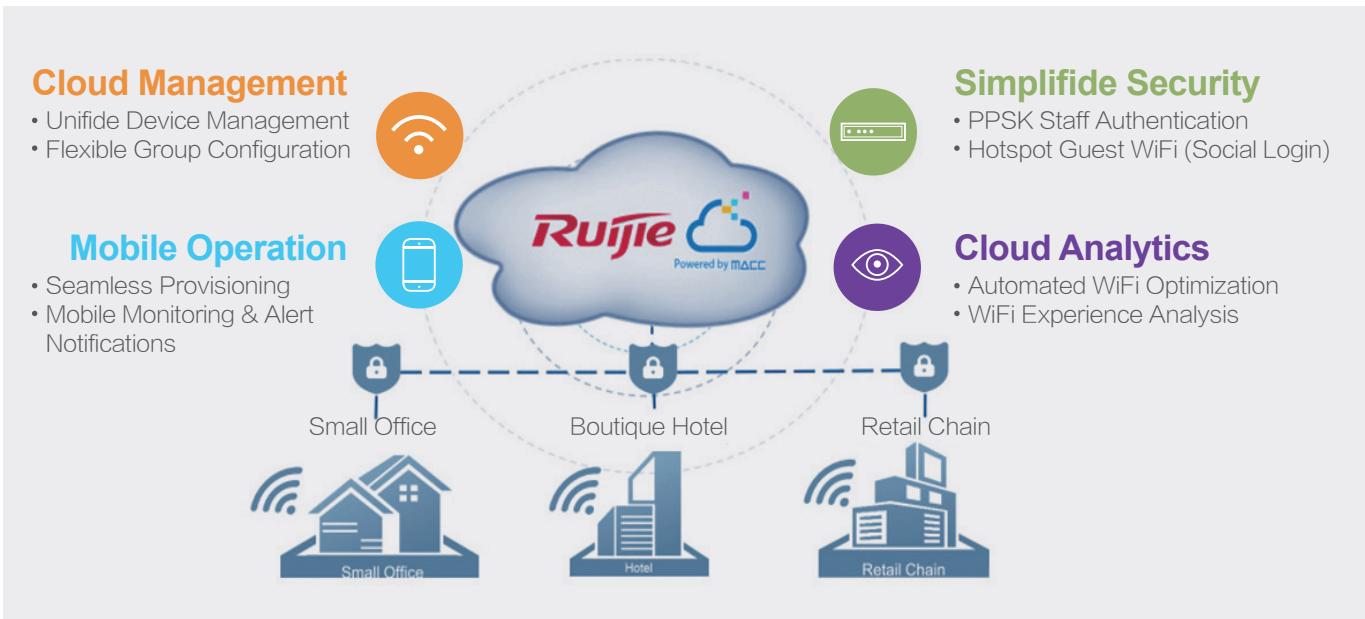 Cloud Management
• Unifide Device Management
• Flexible Group Configuration
Mobile Operation
• Seamless Provisioning
• Mobile Monitoring & Alert
Notifications
Ruijie
Powered by MACC
Simplifide Security
• PPSK Staff Authentication
• Hotspot Guest WiFi (Social Login)
Cloud Analytics
• Automated WiFi Optimization
• WiFi Experience Analysis
Small Office
Boutique Hotel
Retail Chain
Small Office
Hotel
Retail Chain